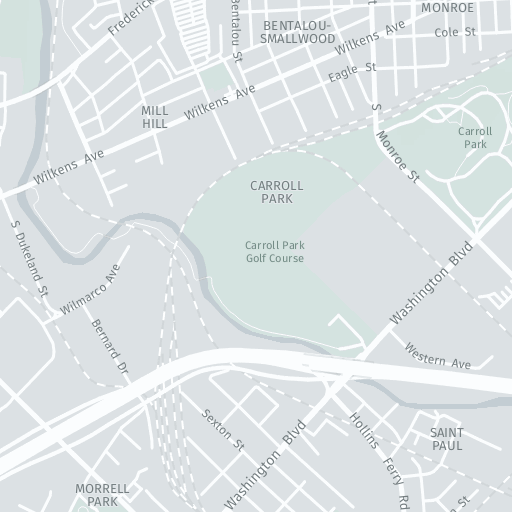 Frederick
Bentalou St
BENTALOU-
SMALLWOOD
MONROE
Cole St
Wilkens Ave
Eagle St
Wilkens Ave
MILL
HILL
S
Monroe St
Carroll
Park
Wilkens Ave
CARROLL
PARK
S Dukeland St
Carroll Park
Golf Course
Wilmarco Ave
Washington Blvd
Bernard Dr
Western Ave
Sexton St
Washington Blvd
Hollins Ferry Rd
SAINT
PAUL
MORRELL
PARK
St